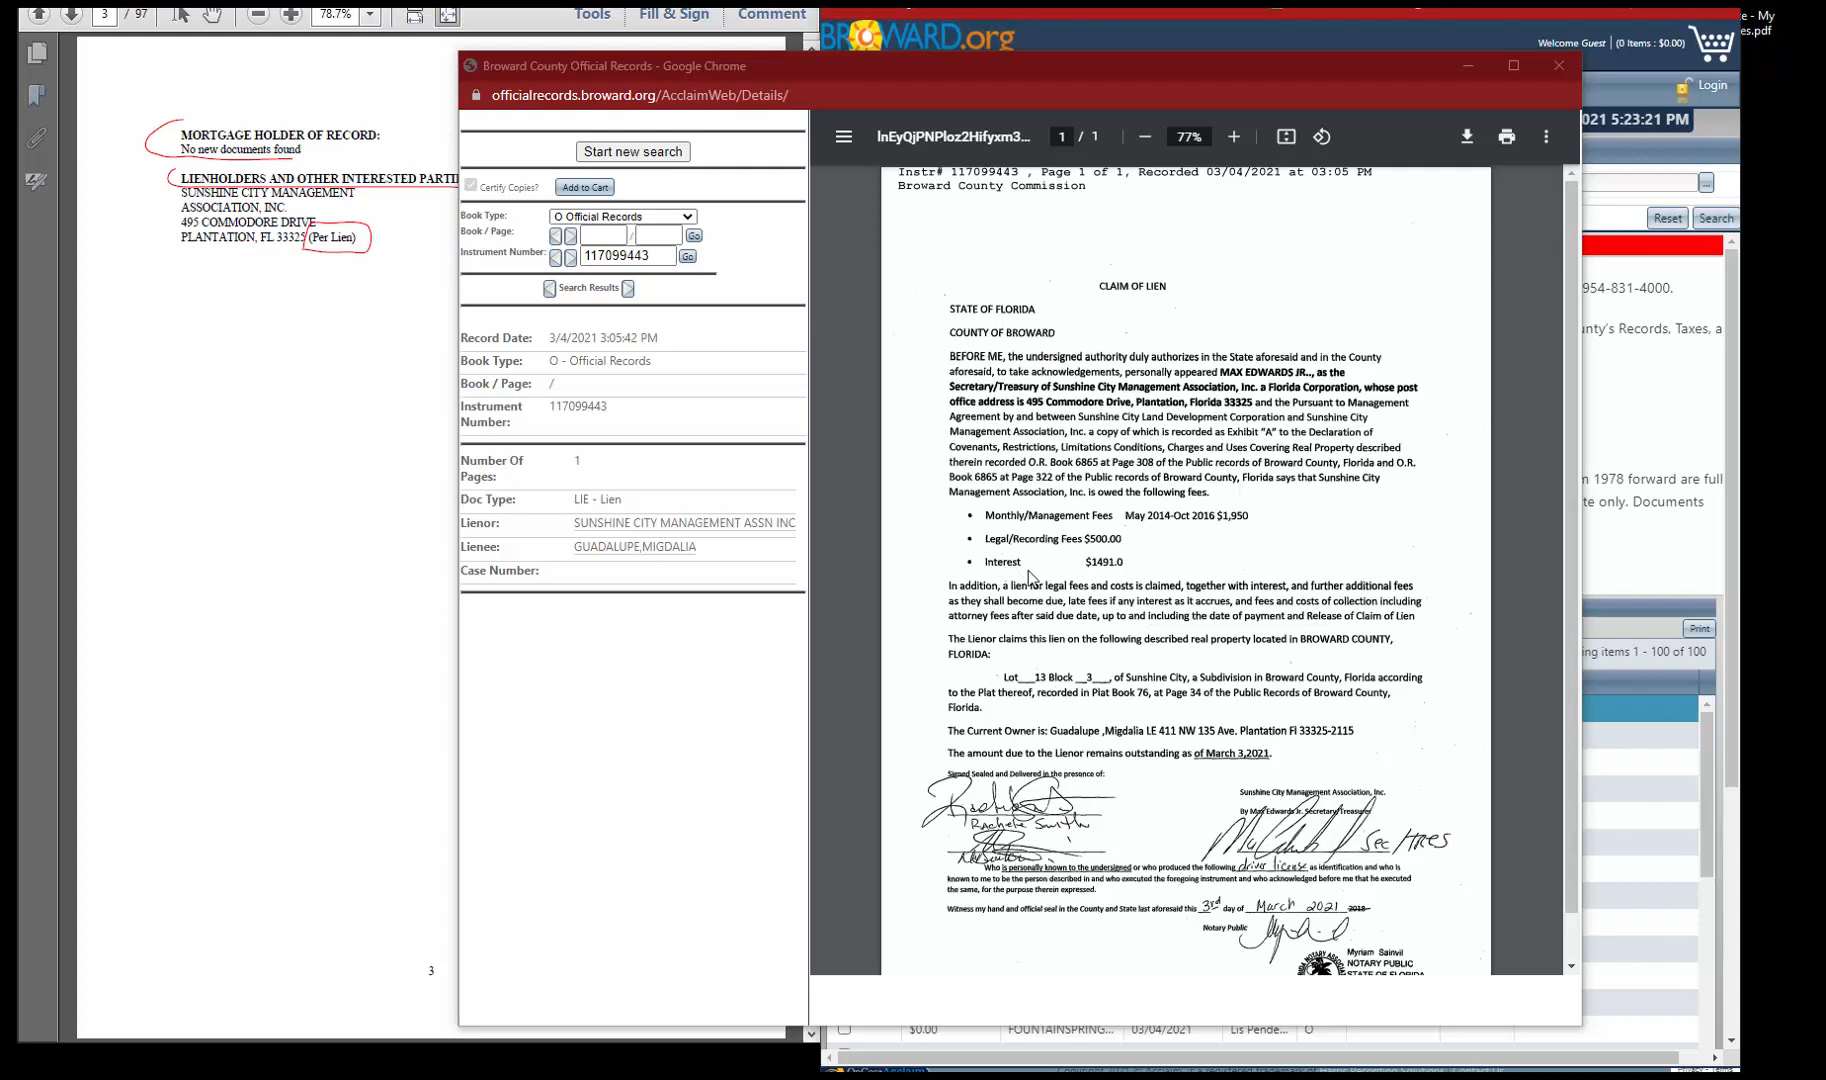 3 / 97
78.7%
Tools
Fill & Sign
Comment
MORTGAGE HOLDER OF RECORD:
No new documents found
LIENHOLDERS AND OTHER INTERESTED PARTI
SUNSHINE CITY MANAGEMENT
ASSOCIATION, INC.
495 COMMODORE DRIVE
PLANTATION, FL 33325 (Per Lien)
3
BROWARD.org
Welcome Guest | (0 Items : $0.00)
e - My
es.pdf
Login
021 5:23:21 PM
Reset
Search
954-831-4000.
unty's Records, Taxes, a
m 1978 forward are full
te only. Documents
Print
ing items 1 - 100 of 100
$0.00 FOUNTAINSPRING... 03/04/2021 Lis Pende... O
Broward County Official Records - Google Chrome
officialrecords.broward.org/AcclaimWeb/Details/
Start new search
Certify Copies?
Add to Cart
Book Type:
O Official Records
Book / Page:
/
Go
Instrument Number:
117099443
Go
Search Results
Record Date: 3/4/2021 3:05:42 PM
Book Type: O - Official Records
Book / Page: /
Instrument 117099443
Number:
Number Of 1
Pages:
Doc Type: LIE - Lien
Lienor: SUNSHINE CITY MANAGEMENT ASSN INC
Lienee: GUADALUPE,MIGDALIA
Case Number:
lnEyQjPNPloz2Hifyxm3...
1 / 1
77%
Instr# 117099443 , Page 1 of 1, Recorded 03/04/2021 at 03:05 PM
Broward County Commission
CLAIM OF LIEN
STATE OF FLORIDA
COUNTY OF BROWARD
BEFORE ME, the undersigned authority duly authorizes in the State aforesaid and in the County
aforesaid, to take acknowledgements, personally appeared MAX EDWARDS JR.., as the
Secretary/Treasury of Sunshine City Management Association, Inc. a Florida Corporation, whose post
office address is 495 Commodore Drive, Plantation, Florida 33325 and the Pursuant to Management
Agreement by and between Sunshine City Land Development Corporation and Sunshine City
Management Association, Inc. a copy of which is recorded as Exhibit "A" to the Declaration of
Covenants, Restrictions, Limitations Conditions, Charges and Uses Covering Real Property described
therein recorded O.R. Book 6865 at Page 308 of the Public records of Broward County, Florida and O.R.
Book 6865 at Page 322 of the Public records of Broward County, Florida says that Sunshine City
Management Association, Inc. is owed the following fees.
• Monthly/Management Fees May 2014-Oct 2016 $1,950
• Legal/Recording Fees $500.00
• Interest $1491.0
In addition, a lien for legal fees and costs is claimed, together with interest, and further additional fees
as they shall become due, late fees if any interest as it accrues, and fees and costs of collection including
attorney fees after said due date, up to and including the date of payment and Release of Claim of Lien
The Lienor claims this lien on the following described real property located in BROWARD COUNTY,
FLORIDA:
Lot___13 Block __3___, of Sunshine City, a Subdivision in Broward County, Florida according
to the Plat thereof, recorded in Plat Book 76, at Page 34 of the Public Records of Broward County,
Florida.
The Current Owner is: Guadalupe ,Migdalia LE 411 NW 135 Ave. Plantation Fl 33325-2115
The amount due to the Lienor remains outstanding as of March 3,2021.
Signed Sealed and Delivered in the presence of:
Sunshine City Management Association, Inc.
By Max Edwards Jr. Secretary/Treasurer
Rachele Smith
Sec/Tres
Who is personally known to the undersigned or who produced the following driver license as identification and who is
known to me to be the person described in and who executed the foregoing instrument and who acknowledged before me that he executed
the same, for the purpose therein expressed.
Witness my hand and official seal in the County and State last aforesaid this 3rd day of March 2021 2018
Notary Public
Myriam Sainvil
NOTARY PUBLIC
STATE OF FLORIDA